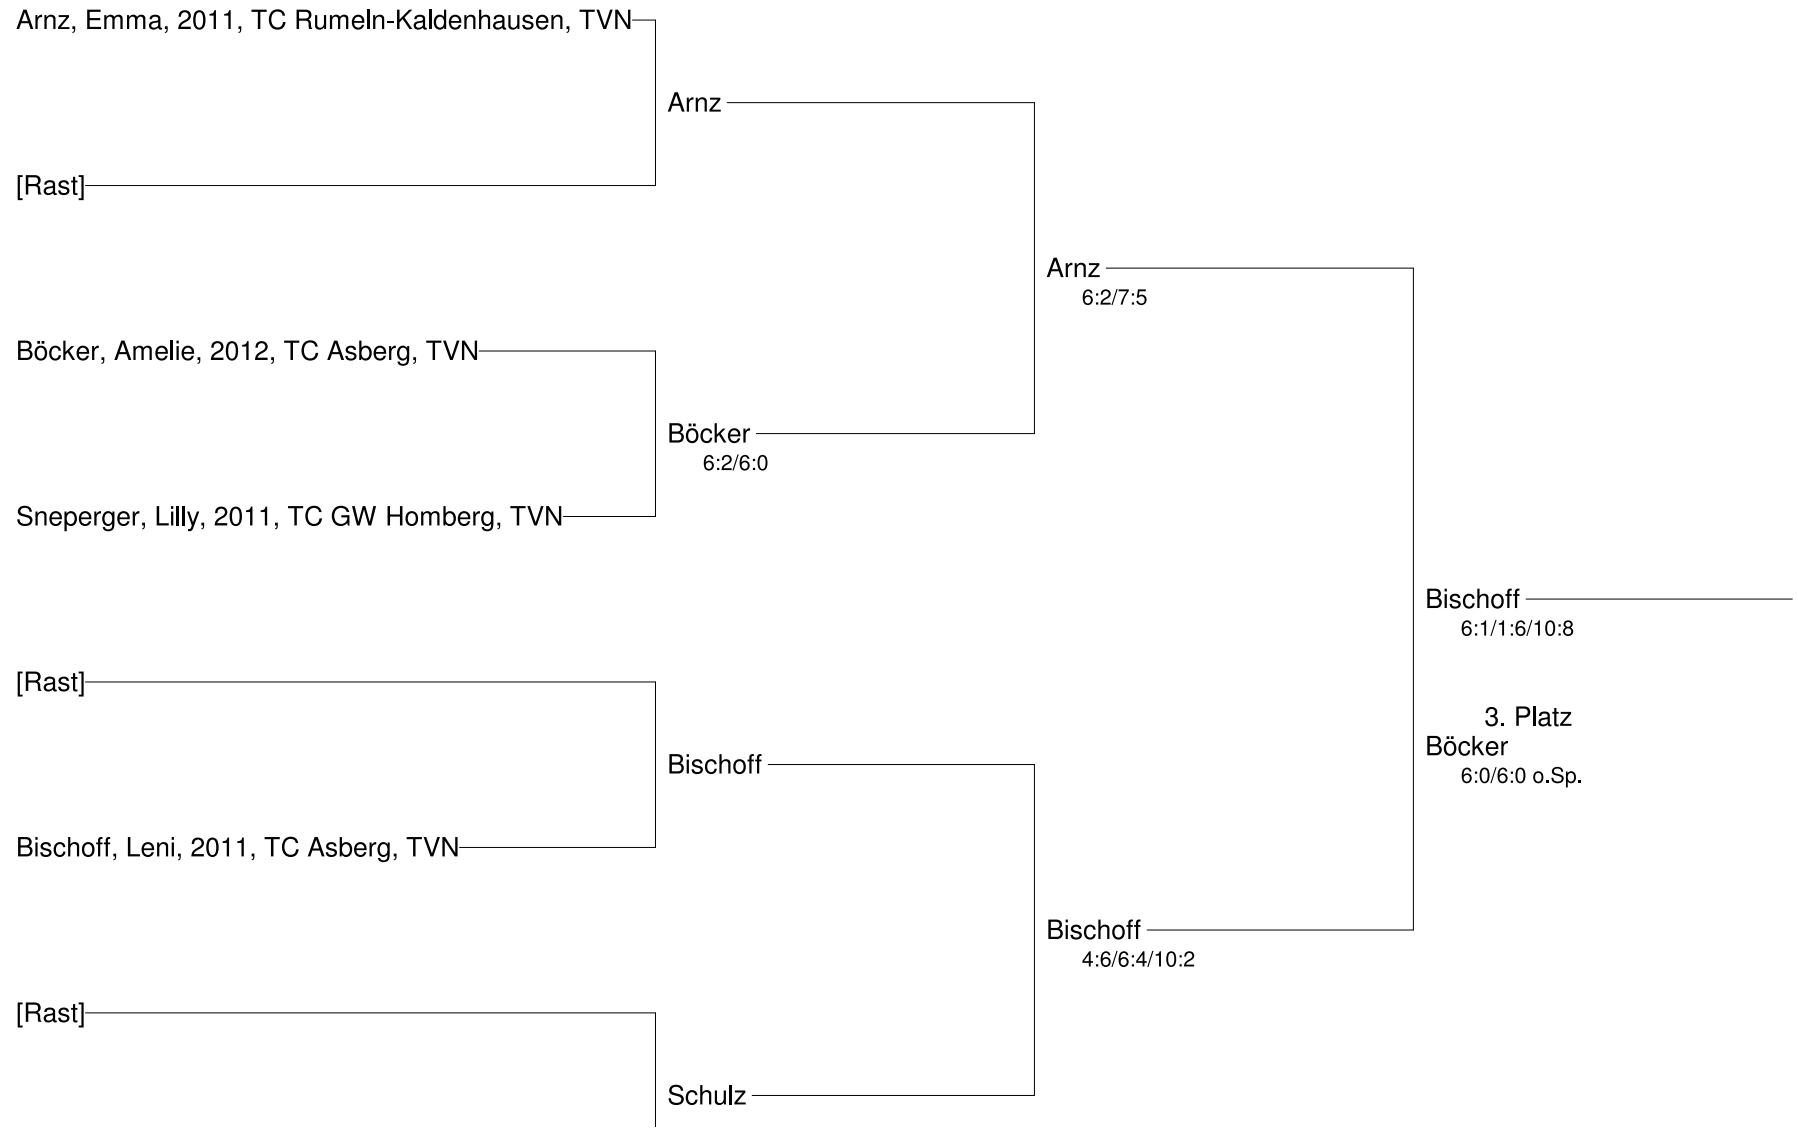 Arnz, Emma, 2011, TC Rumeln-Kaldenhausen, TVN
Arnz
[Rast]
Arnz
6:2/7:5
Böcker, Amelie, 2012, TC Asberg, TVN
Böcker
6:2/6:0
Sneperger, Lilly, 2011, TC GW Homberg, TVN
Bischoff
6:1/1:6/10:8
[Rast]
3. Platz
Böcker
6:0/6:0 o.Sp.
Bischoff
Bischoff, Leni, 2011, TC Asberg, TVN
Bischoff
4:6/6:4/10:2
[Rast]
Schulz